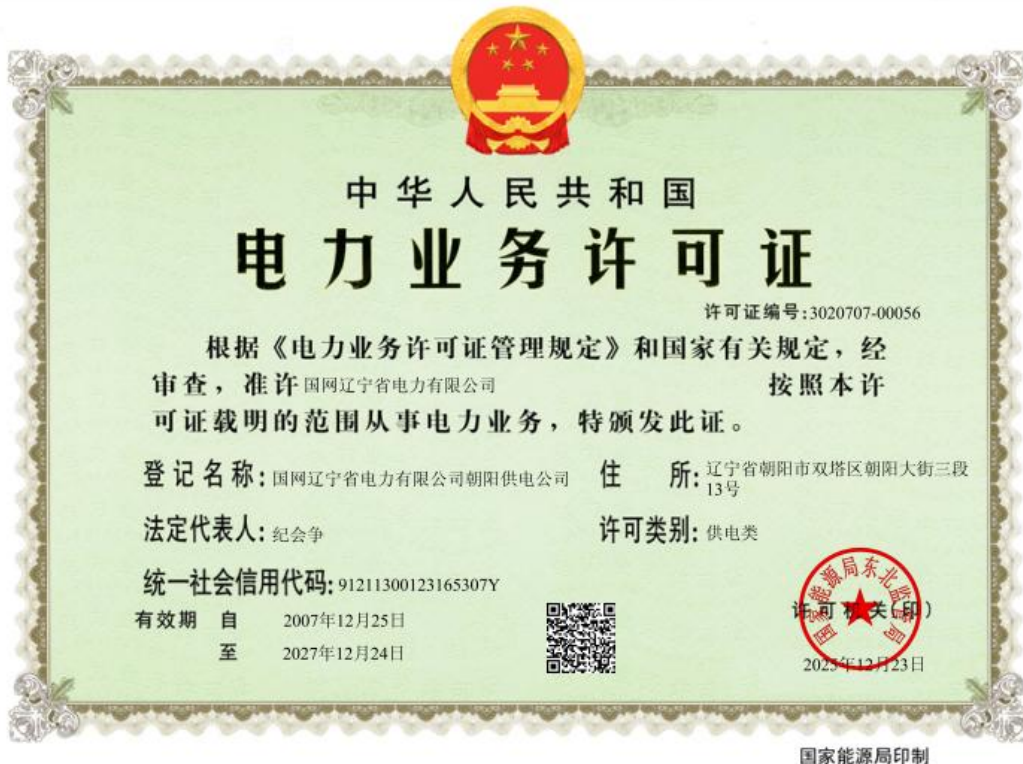 中华人民共和国
电力业务许可证
许可证编号:3020707-00056
根据《电力业务许可证管理规定》和国家有关规定，经
审查，准许国网辽宁省电力有限公司 按照本许
可证载明的范围从事电力业务，特颁发此证。
登记名称:国网辽宁省电力有限公司朝阳供电公司
住 所:辽宁省朝阳市双塔区朝阳大街三段
13号
法定代表人:纪会争
许可类别:供电类
统一社会信用代码:91211300123165307Y
有效期 自 2007年12月25日
至 2027年12月24日
国家能源局东北监管局
许可机关(印)
2025年12月23日
国家能源局印制